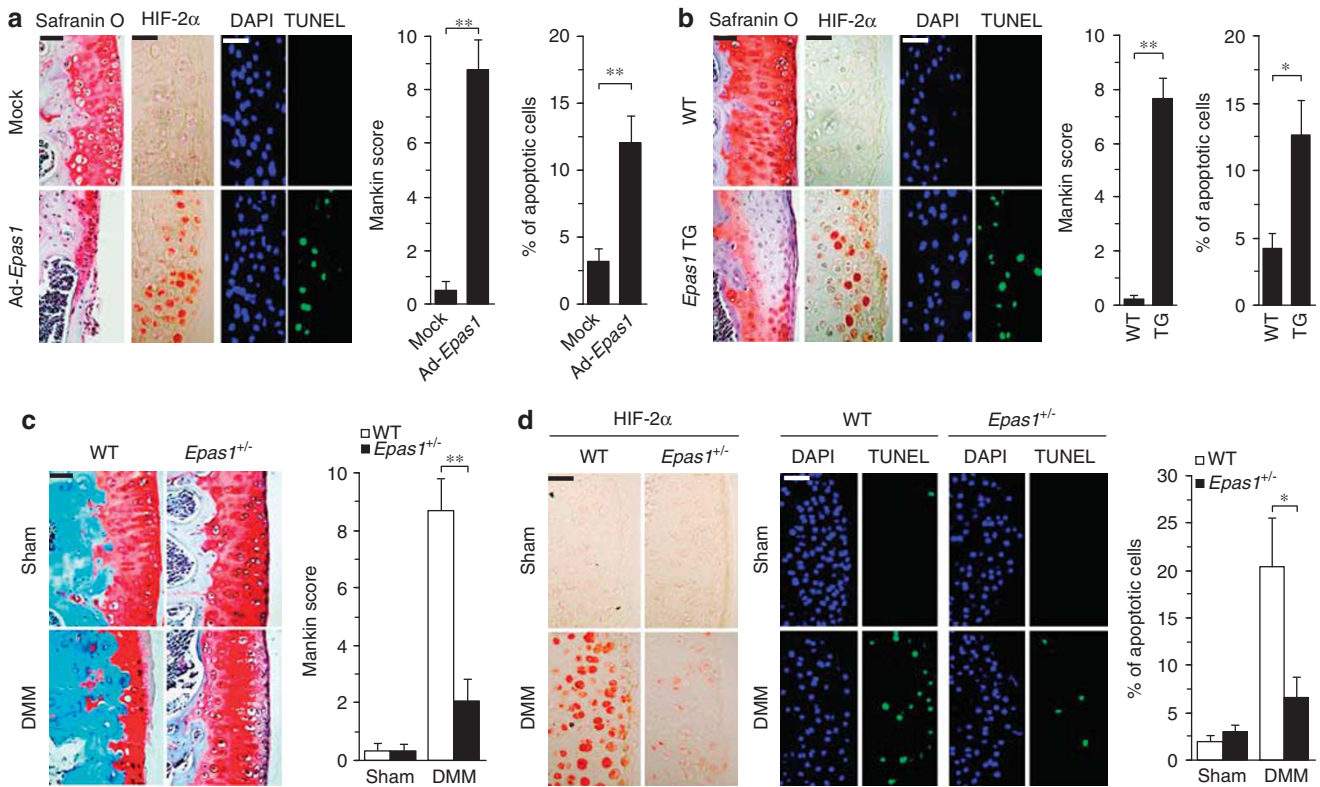 a
Safranin O HIF-2α DAPI TUNEL
Mock
Ad-Epas1
Mankin score
10
8
6
4
2
0
**
Mock
Ad-Epas1
% of apoptotic cells
20
15
10
5
0
**
Mock
Ad-Epas1
b
Safranin O HIF-2α DAPI TUNEL
WT
Epas1 TG
Mankin score
10
8
6
4
2
0
**
WT
TG
% of apoptotic cells
20
15
10
5
0
*
WT
TG
c
WT Epas1+/-
Sham
DMM
WT
Epas1+/-
Mankin score
10
8
6
4
2
0
**
Sham DMM
d
HIF-2α WT Epas1+/-
WT Epas1+/- DAPI TUNEL DAPI TUNEL
Sham
DMM
Sham
DMM
WT
Epas1+/-
% of apoptotic cells
30
25
20
15
10
5
0
*
Sham DMM